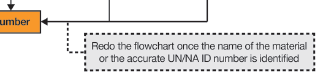 umber
Redo the flowchart once the name of the material
or the accurate UN/NA ID number is identified